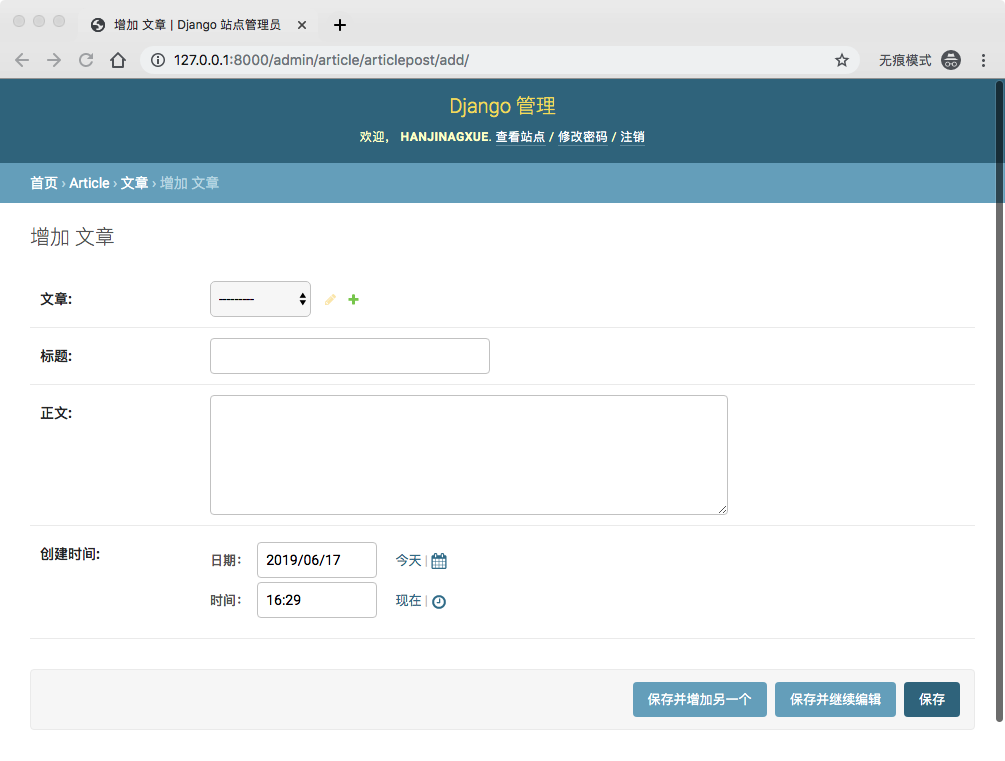 增加 文章 | Django 站点管理员
127.0.0.1:8000/admin/article/articlepost/add/
无痕模式
Django 管理
欢迎， HANJINAGXUE. 查看站点 / 修改密码 / 注销
首页 › Article › 文章 › 增加 文章
增加 文章
文章: ---------
标题:
正文:
创建时间:
日期： 2019/06/17 今天 |
时间： 16:29 现在 |
保存并增加另一个 保存并继续编辑 保存